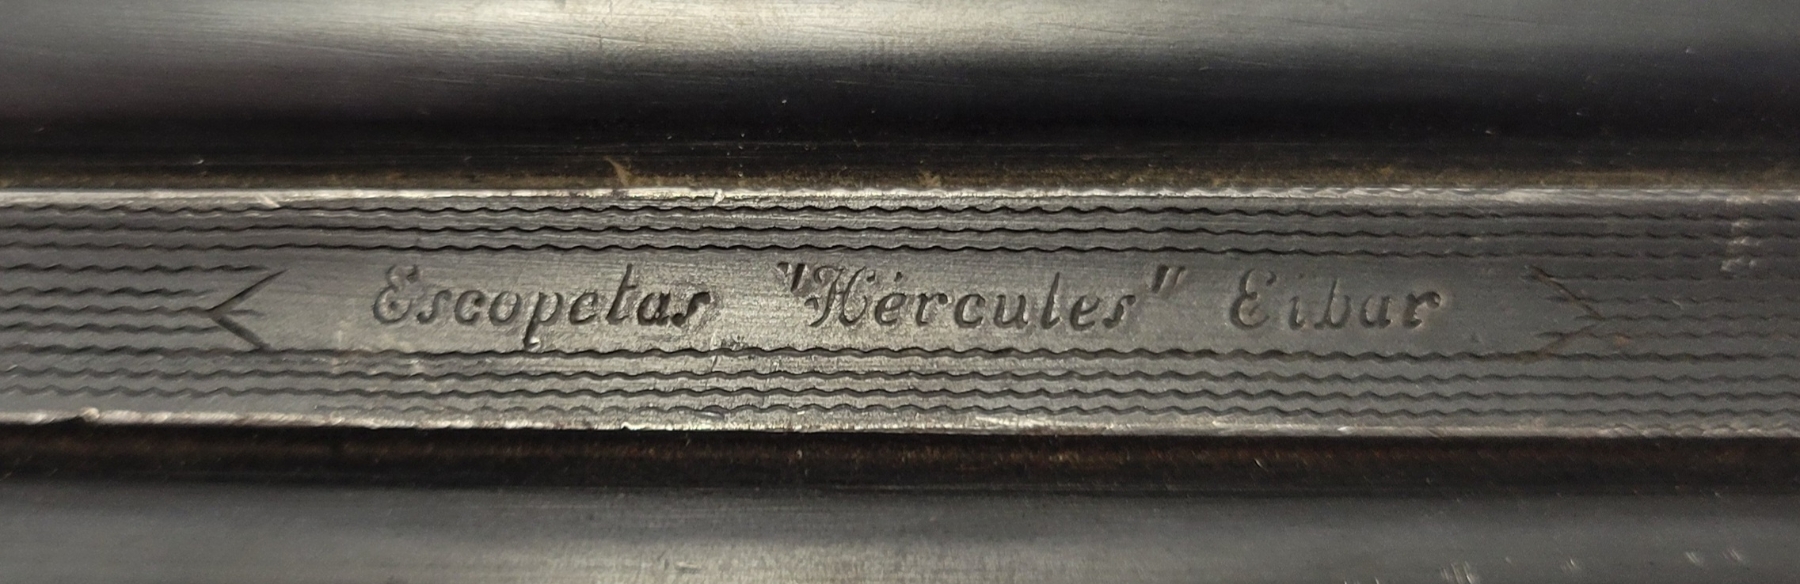 Escopetas "Hércules" Eibar